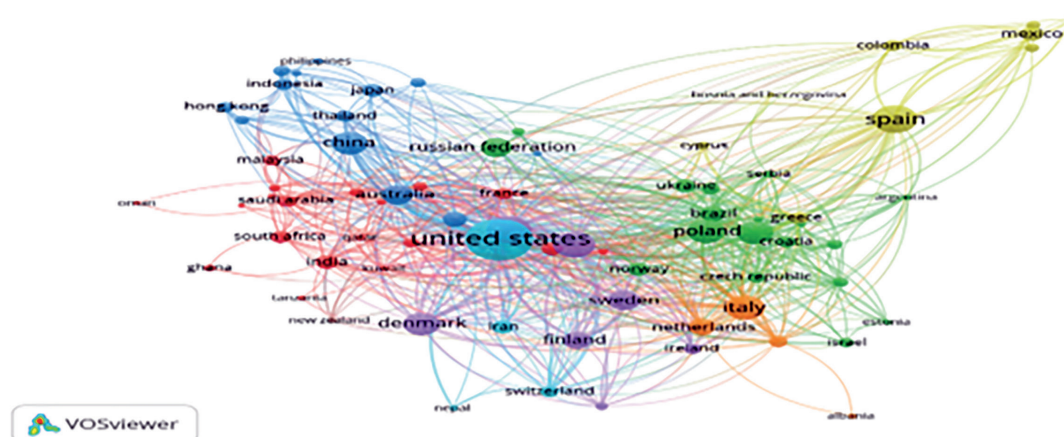 mexico
colombia
philippines
indonesia
japan
bosnia and herzegovina
hong kong
thailand
spain
china
russian federation
cyprus
malaysia
serbia
ukraine
france
australia
argentina
saudi arabia
oman
brazil
greece
poland
south africa
qatar
united states
croatia
india
ghana
kuwait
norway
czech republic
tanzania
sweden
italy
new zealand
denmark
iran
netherlands
estonia
finland
ireland
israel
switzerland
nepal
albania
VOSviewer